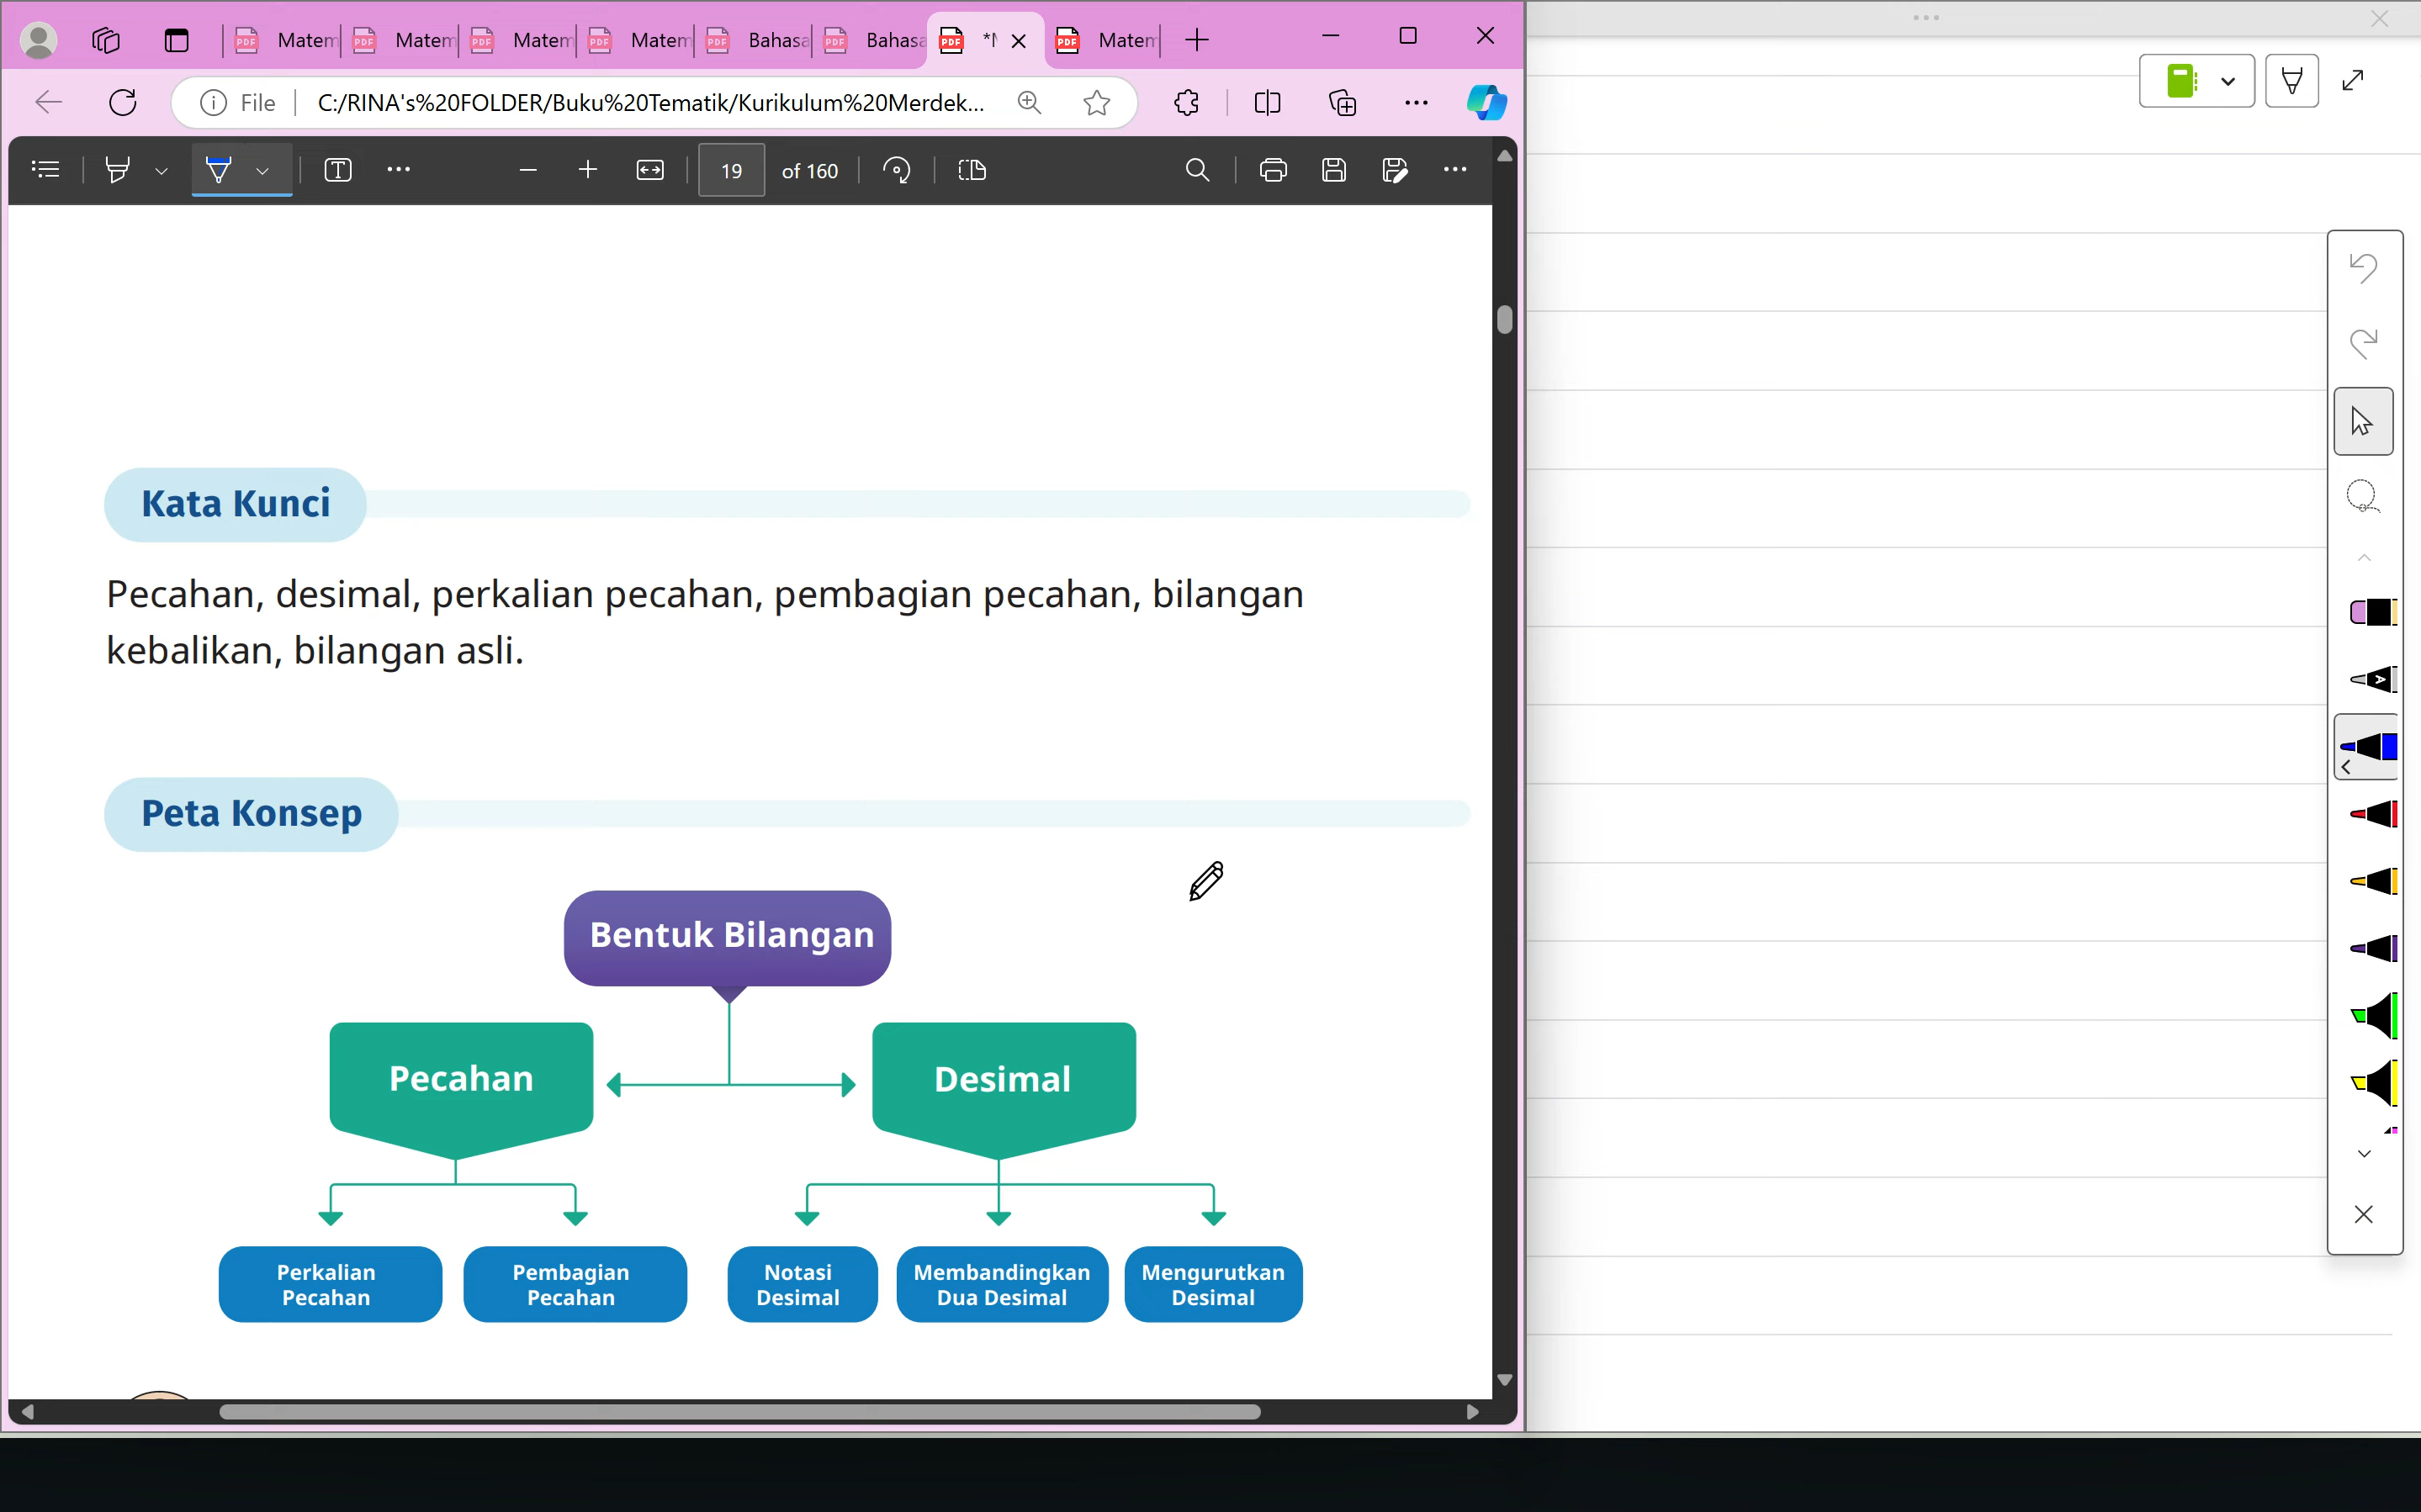 Matem Matem Matem Matem Bahasa Bahasa Matem
File C:/RINA's%20FOLDER/Buku%20Tematik/Kurikulum%20Merdek...
19 of 160
Kata Kunci
Pecahan, desimal, perkalian pecahan, pembagian pecahan, bilangan
kebalikan, bilangan asli.
Peta Konsep
Bentuk Bilangan
Pecahan Desimal
Perkalian
Pecahan
Pembagian
Pecahan
Notasi
Desimal
Membandingkan
Dua Desimal
Mengurutkan
Desimal